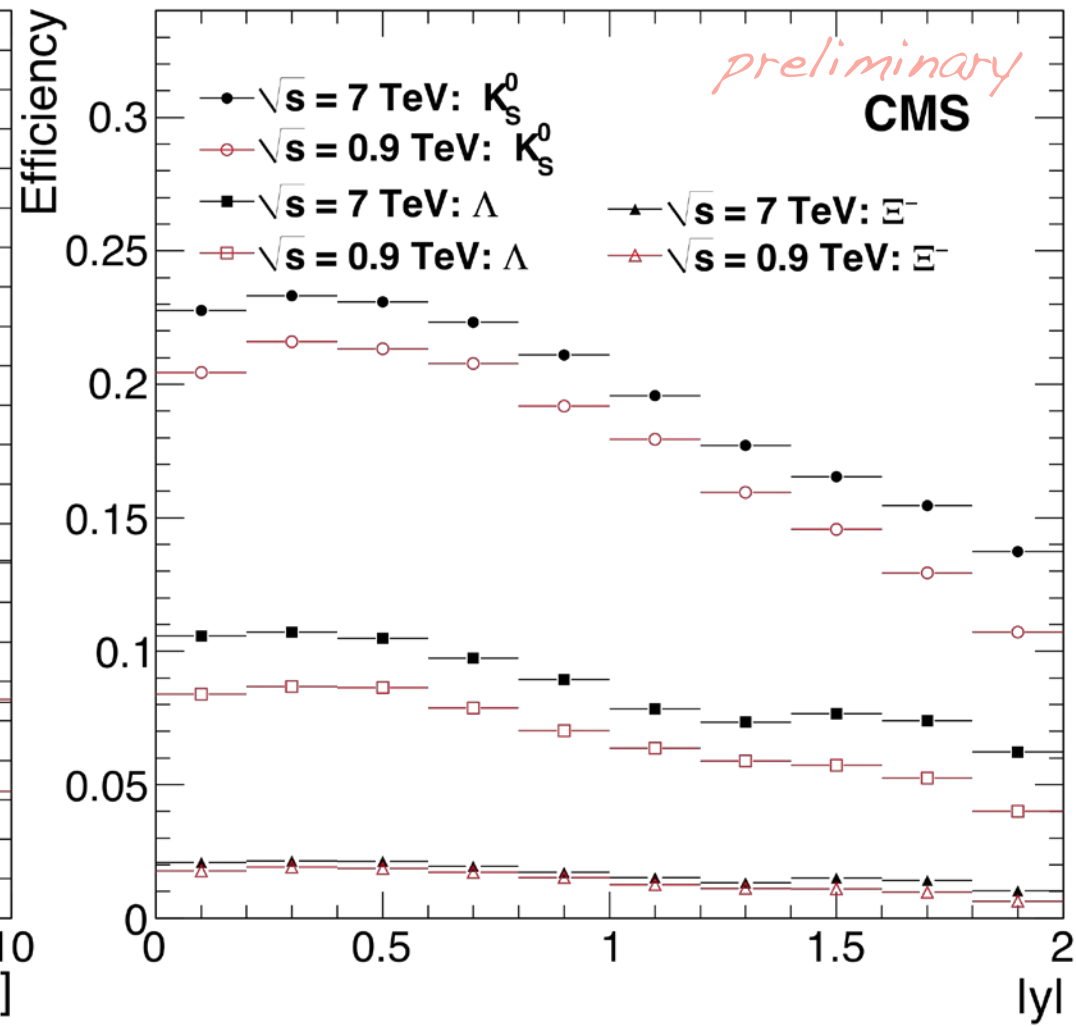 Efficiency
preliminary
CMS
√s = 7 TeV: K⁰_S
√s = 0.9 TeV: K⁰_S
√s = 7 TeV: Λ
√s = 0.9 TeV: Λ
√s = 7 TeV: Ξ⁻
√s = 0.9 TeV: Ξ⁻
0.3
0.25
0.2
0.15
0.1
0.05
0
0 0.5 1 1.5 2
|y|
10
]